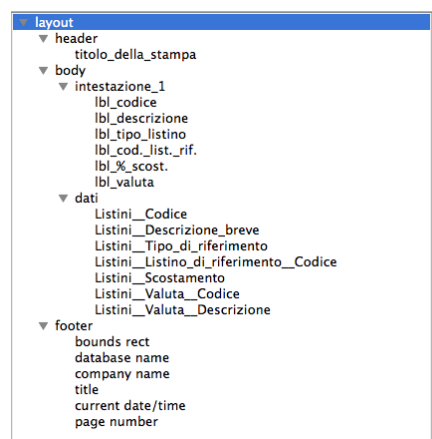 layout
header
titolo_della_stampa
body
intestazione_1
lbl_codice
lbl_descrizione
lbl_tipo_listino
lbl_cod._list._rif.
lbl_%_scost.
lbl_valuta
dati
Listini__Codice
Listini__Descrizione_breve
Listini__Tipo_di_riferimento
Listini__Listino_di_riferimento__Codice
Listini__Scostamento
Listini__Valuta__Codice
Listini__Valuta__Descrizione
footer
bounds rect
database name
company name
title
current date/time
page number